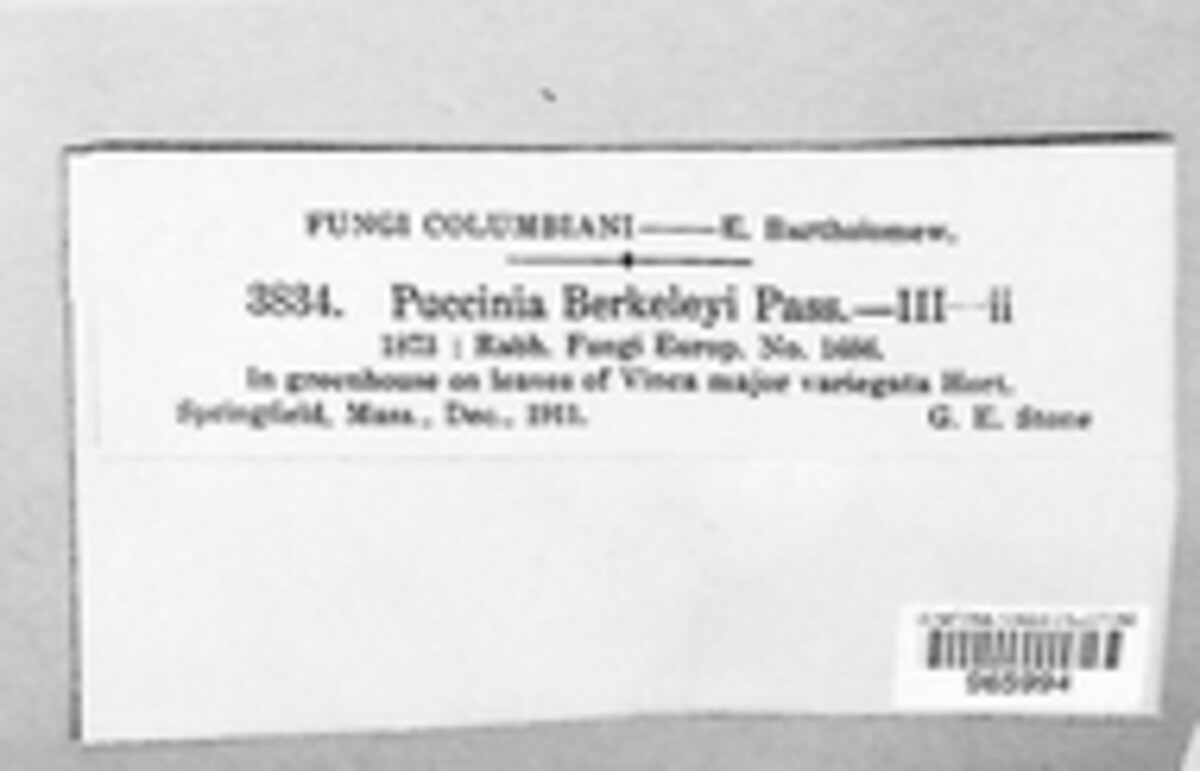 FUNGI COLUMBIANI——E. Bartholomew.
3834. Puccinia Berkeleyi Pass.—III—ii
1873 : Rabh. Fungi Europ. No.
In greenhouse on leaves of Vinca major variegata Hort.
Springfield, Mass., Dec., 1911. G. E. Stone
965994